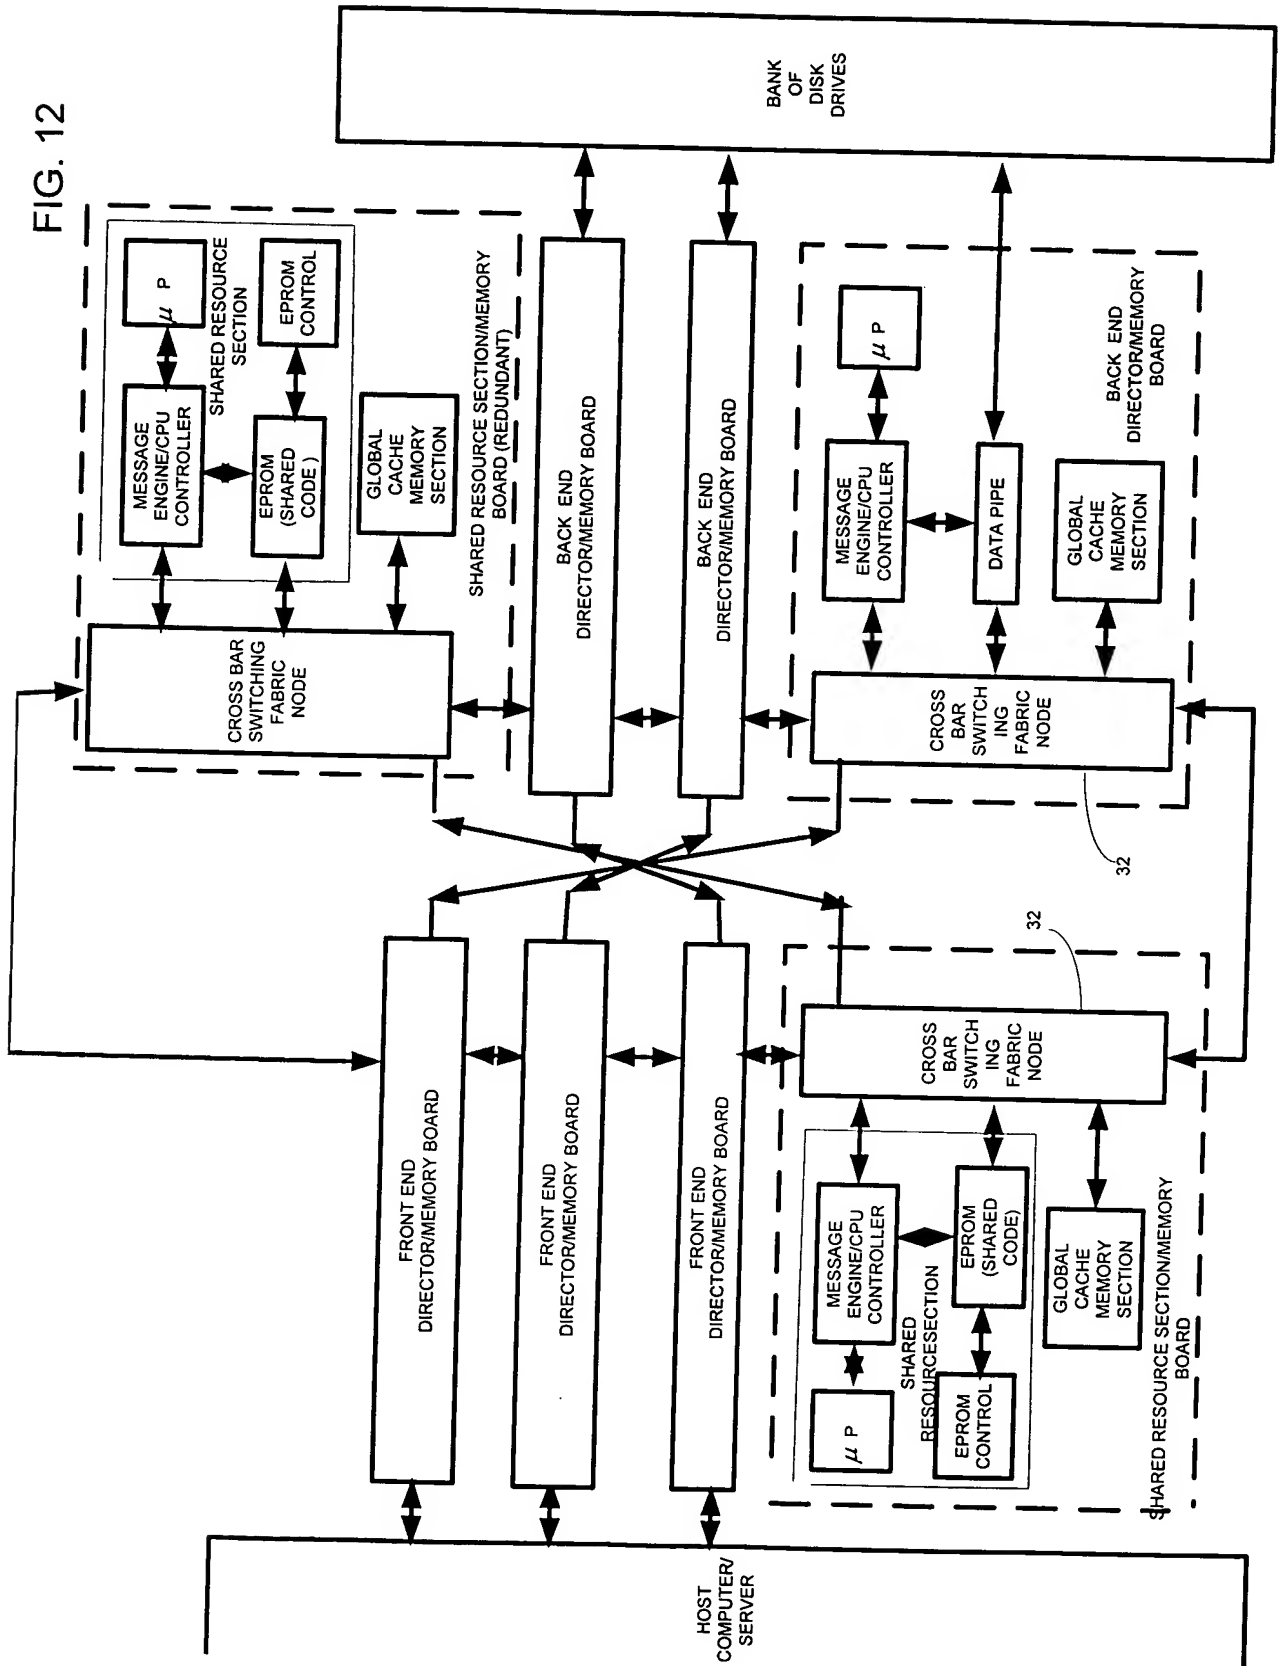 FIG. 12
HOST
COMPUTER/
SERVER
FRONT END
DIRECTOR/MEMORY BOARD
FRONT END
DIRECTOR/MEMORY BOARD
FRONT END
DIRECTOR/MEMORY BOARD
μ P
MESSAGE
ENGINE/CPU
CONTROLLER
SHARED
RESOURCESECTION
EPROM
CONTROL
EPROM
(SHARED
CODE)
GLOBAL
CACHE
MEMORY
SECTION
SHARED RESOURCE SECTION/MEMORY
BOARD
CROSS
BAR
SWITCH
ING
FABRIC
NODE
32
CROSS BAR
SWITCHING
FABRIC
NODE
MESSAGE
ENGINE/CPU
CONTROLLER
μ P
SHARED RESOURCE
SECTION
EPROM
(SHARED
CODE )
EPROM
CONTROL
GLOBAL
CACHE
MEMORY
SECTION
SHARED RESOURCE SECTION/MEMORY
BOARD (REDUNDANT)
BACK END
DIRECTOR/MEMORY BOARD
BACK END
DIRECTOR/MEMORY BOARD
32
CROSS
BAR
SWITCH
ING
FABRIC
NODE
MESSAGE
ENGINE/CPU
CONTROLLER
μ P
DATA PIPE
GLOBAL
CACHE
MEMORY
SECTION
BACK END
DIRECTOR/MEMORY
BOARD
BANK
OF
DISK
DRIVES